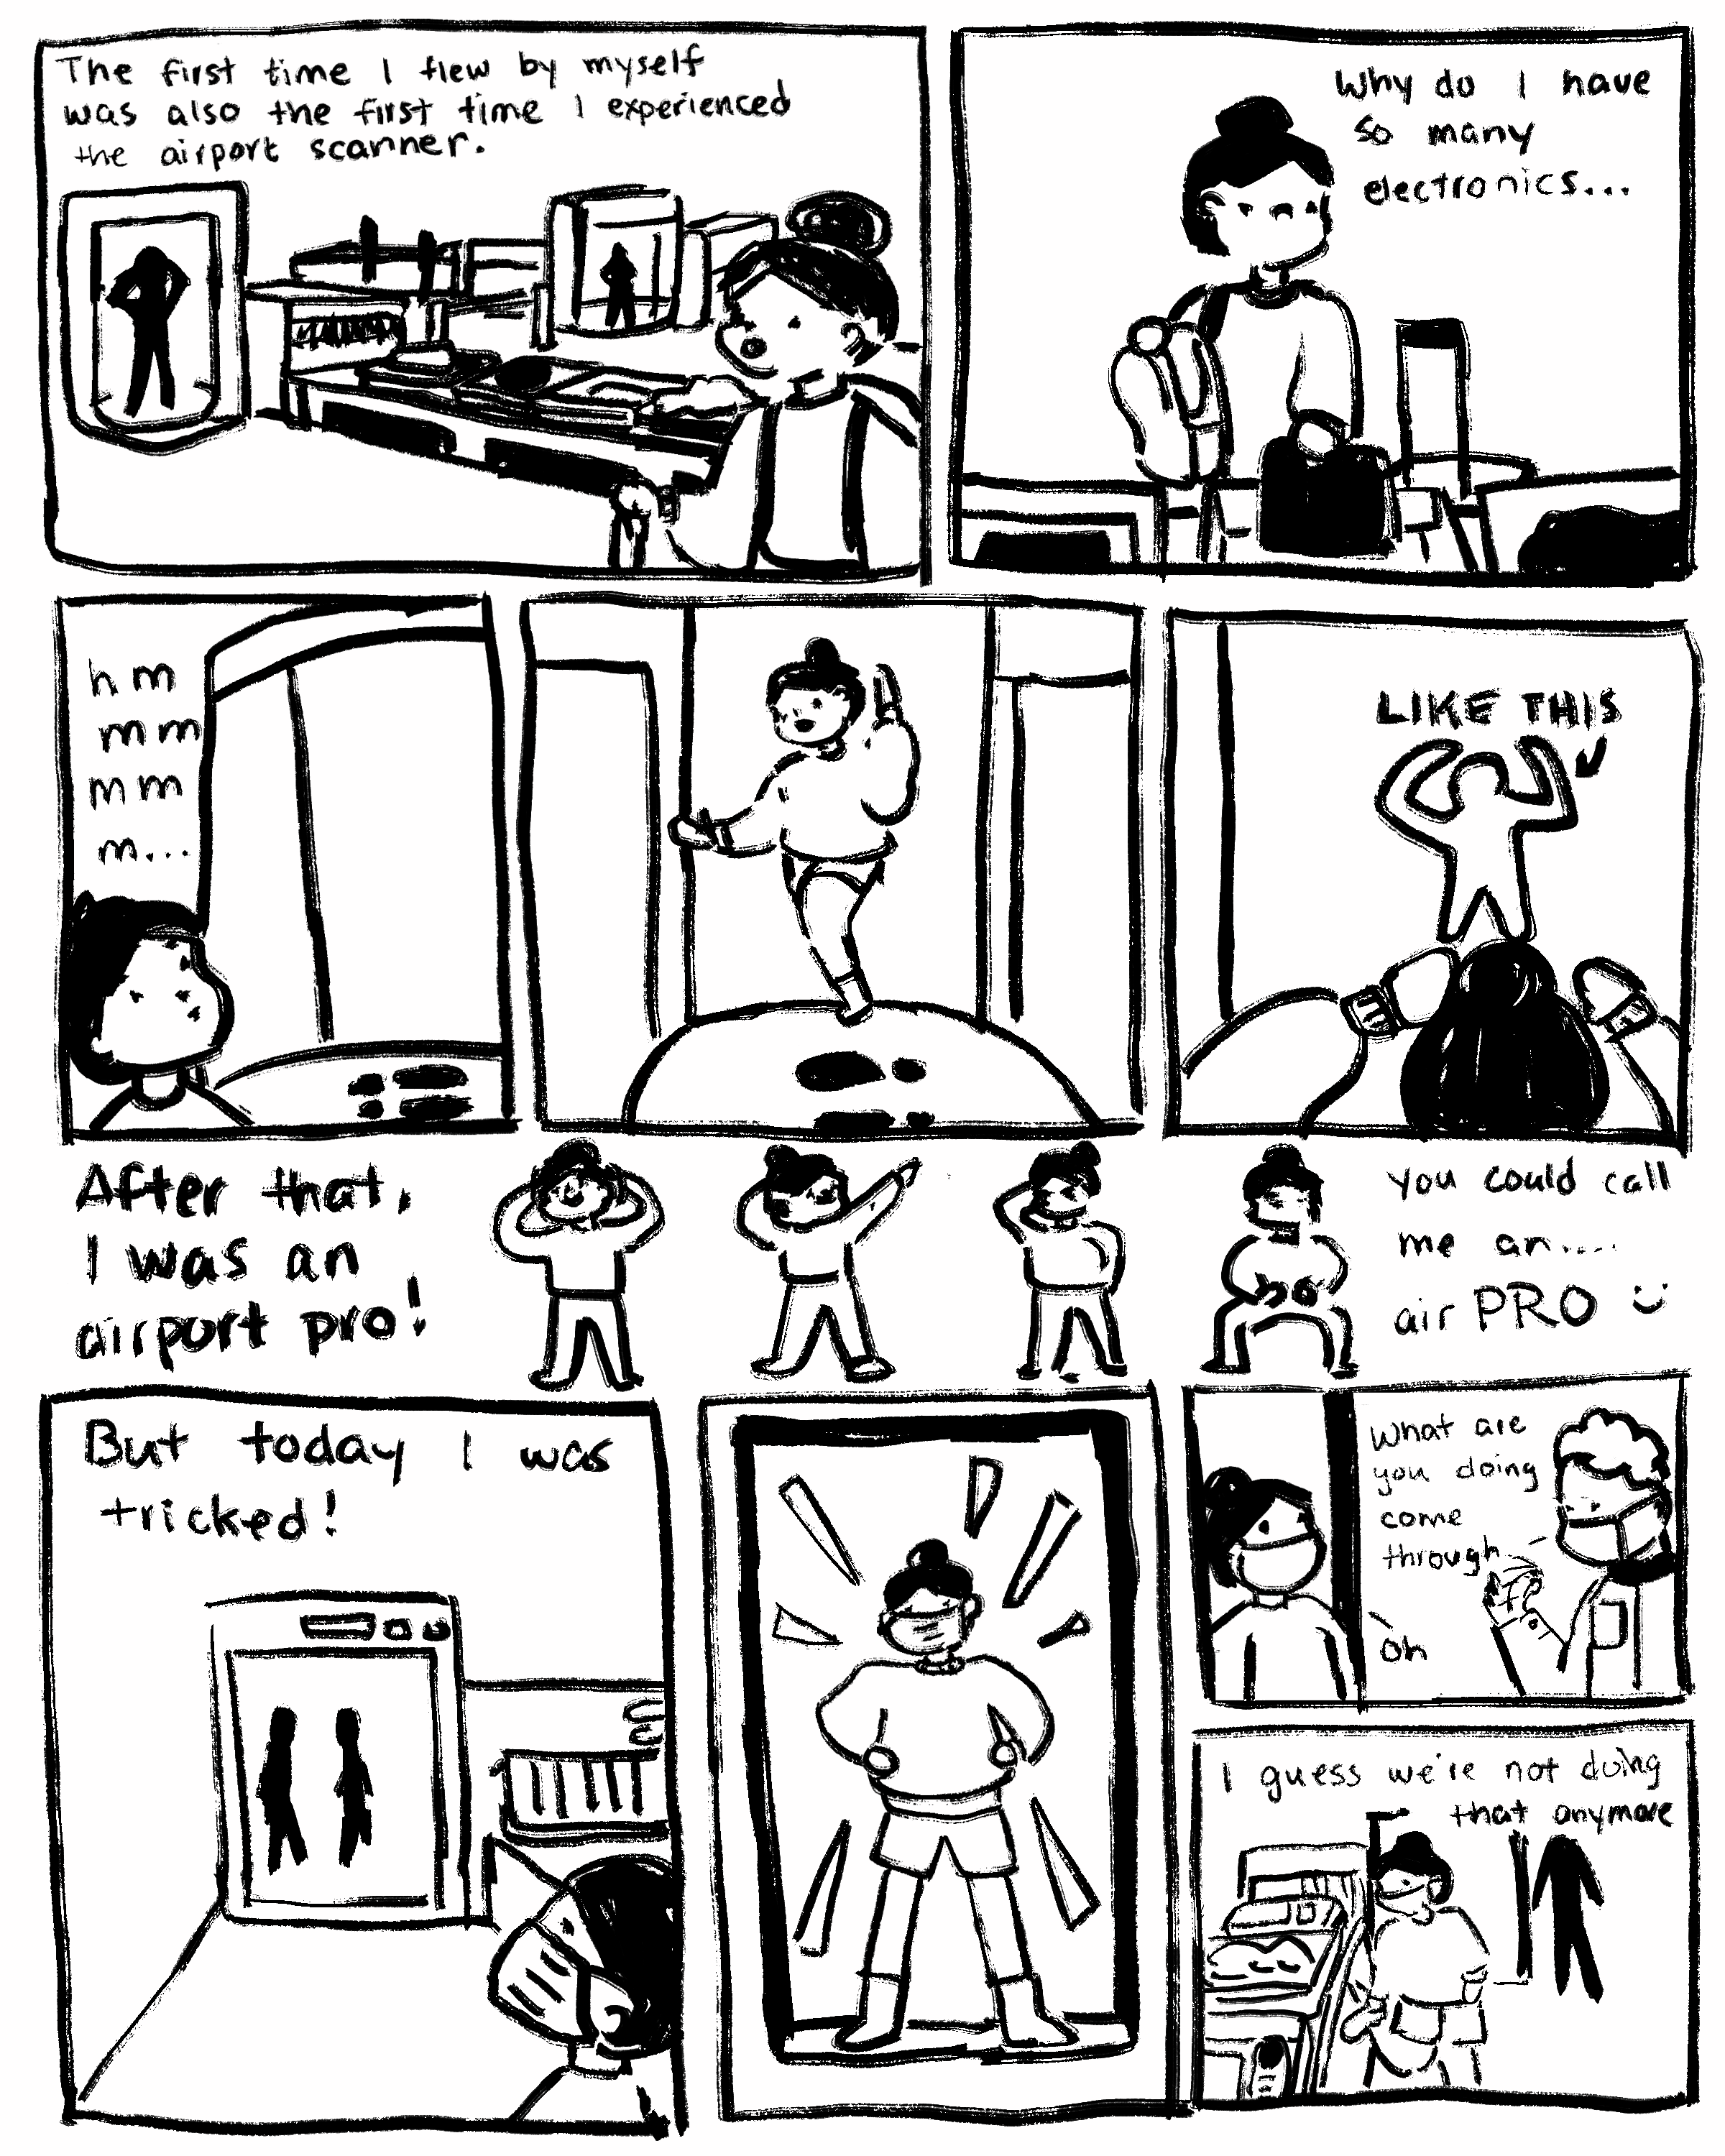 The first time I flew by myself
was also the first time I experienced
the airport scanner.
Why do I have
so many
electronics...
hm
mm
mm
m...
LIKE THIS
After that,
I was an
airport pro!
you could call
me an....
air PRO :)
But today I was
tricked!
What are
you doing
come
through
oh
I guess we're not doing
that anymore